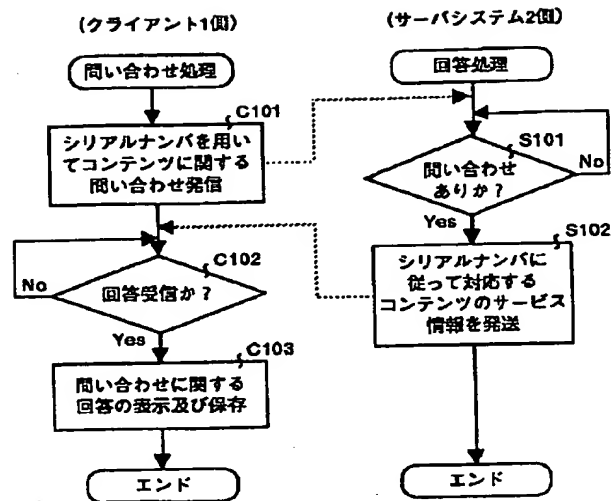 (クライアント1側)
問い合わせ処理
C101
シリアルナンバを用い
てコンテンツに関する
問い合わせ発信
C102
No
回答受信か？
Yes
C103
問い合わせに関する
回答の表示及び保存
エンド
(サーバシステム2側)
回答処理
S101
No
問い合わせ
ありか？
Yes
S102
シリアルナンバに
従って対応する
コンテンツのサービス
情報を発送
エンド